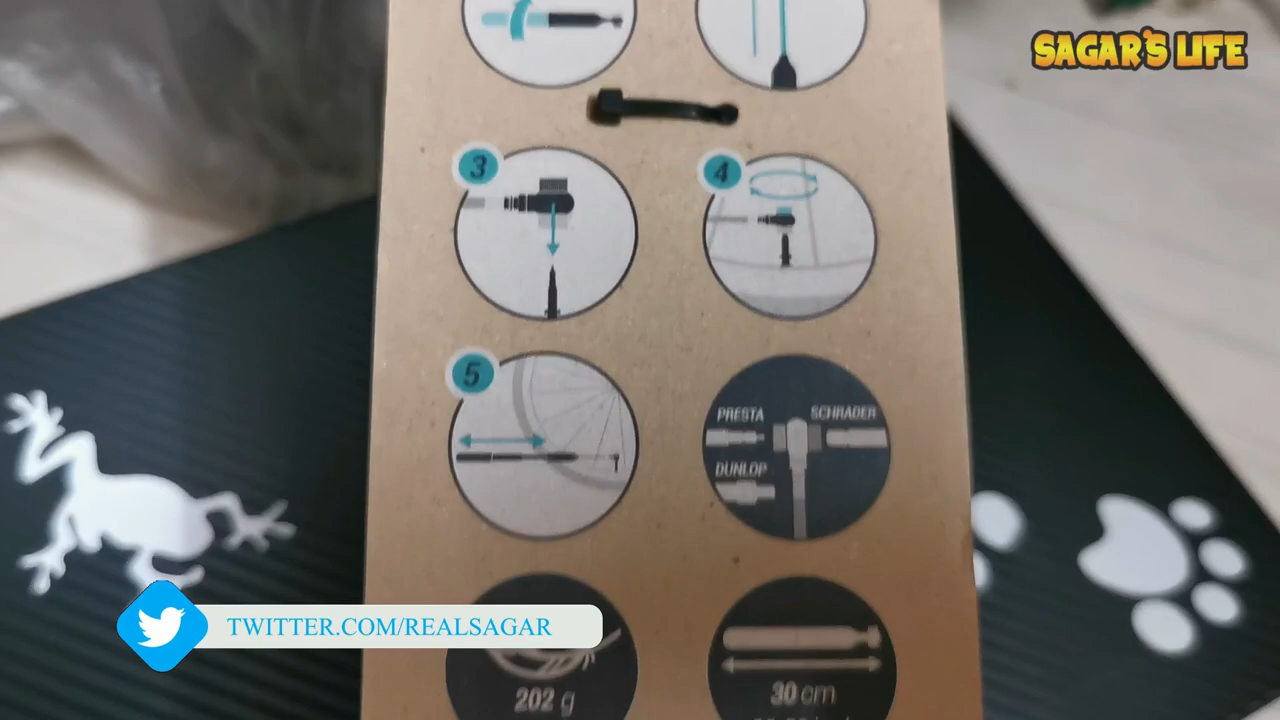 SAGAR'S LIFE
3
4
5
PRESTA
SCHRADER
DUNLOP
TWITTER.COM/REALSAGAR
202 g
30 cm